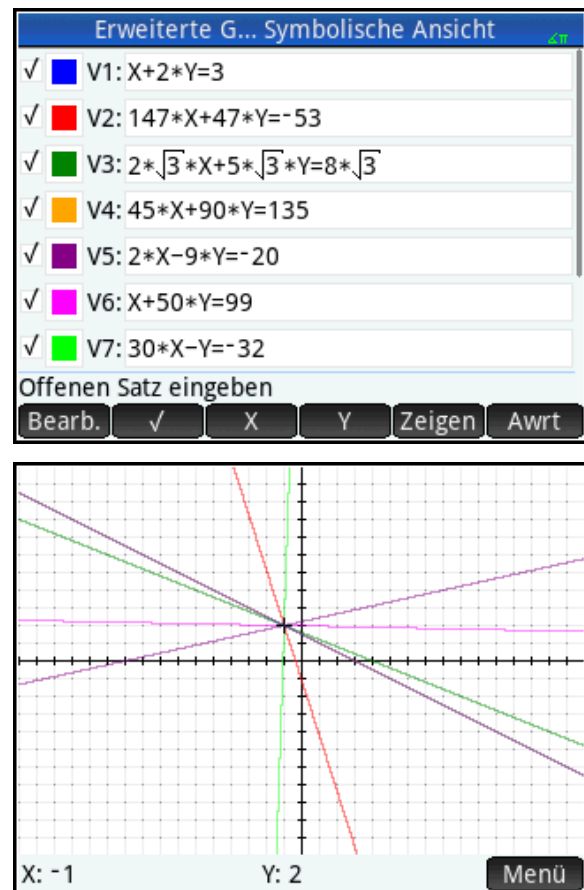 Erweiterte G... Symbolische Ansicht ∡π
√ V1: X+2*Y=3
√ V2: 147*X+47*Y=-53
√ V3: 2*√3*X+5*√3*Y=8*√3
√ V4: 45*X+90*Y=135
√ V5: 2*X-9*Y=-20
√ V6: X+50*Y=99
√ V7: 30*X-Y=-32
Offenen Satz eingeben
Bearb. √ X Y Zeigen Awrt
X: -1 Y: 2 Menü